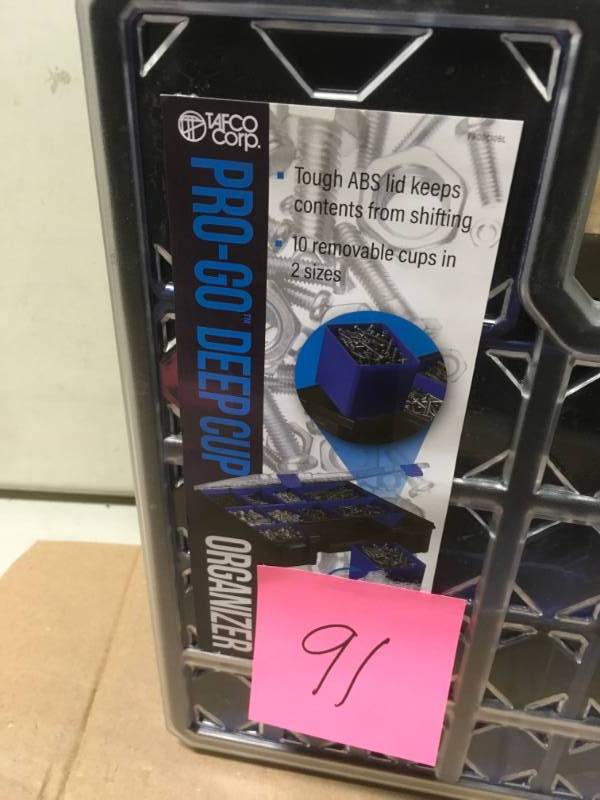 TAFCO
Corp.
PRO-GO™ DEEP CUP
ORGANIZER
Tough ABS lid keeps
contents from shifting
10 removable cups in
2 sizes
91